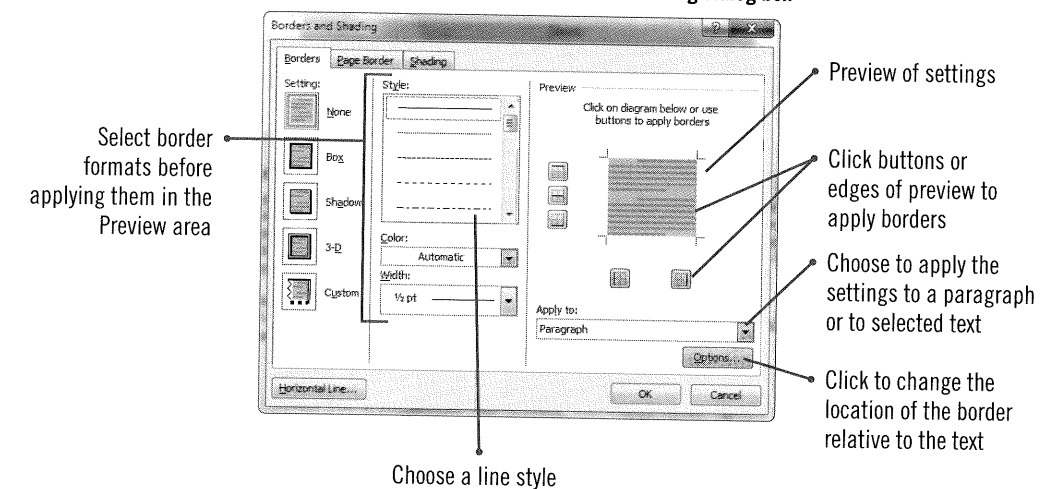 Borders and Shading
Borders Page Border Shading
Setting:
None
Box
Shadow
3-D
Custom
Style:
Color:
Automatic
Width:
½ pt
Preview
Click on diagram below or use
buttons to apply borders
Apply to:
Paragraph
Options...
Horizontal Line...
OK
Cancel
Select border
formats before
applying them in the
Preview area
Choose a line style
Preview of settings
Click buttons or
edges of preview to
apply borders
Choose to apply the
settings to a paragraph
or to selected text
Click to change the
location of the border
relative to the text